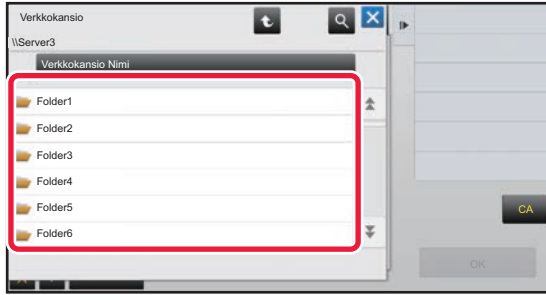 Verkkokansio
\\Server3
Verkkokansio Nimi
Folder1
Folder2
Folder3
Folder4
Folder5
Folder6
CA
OK